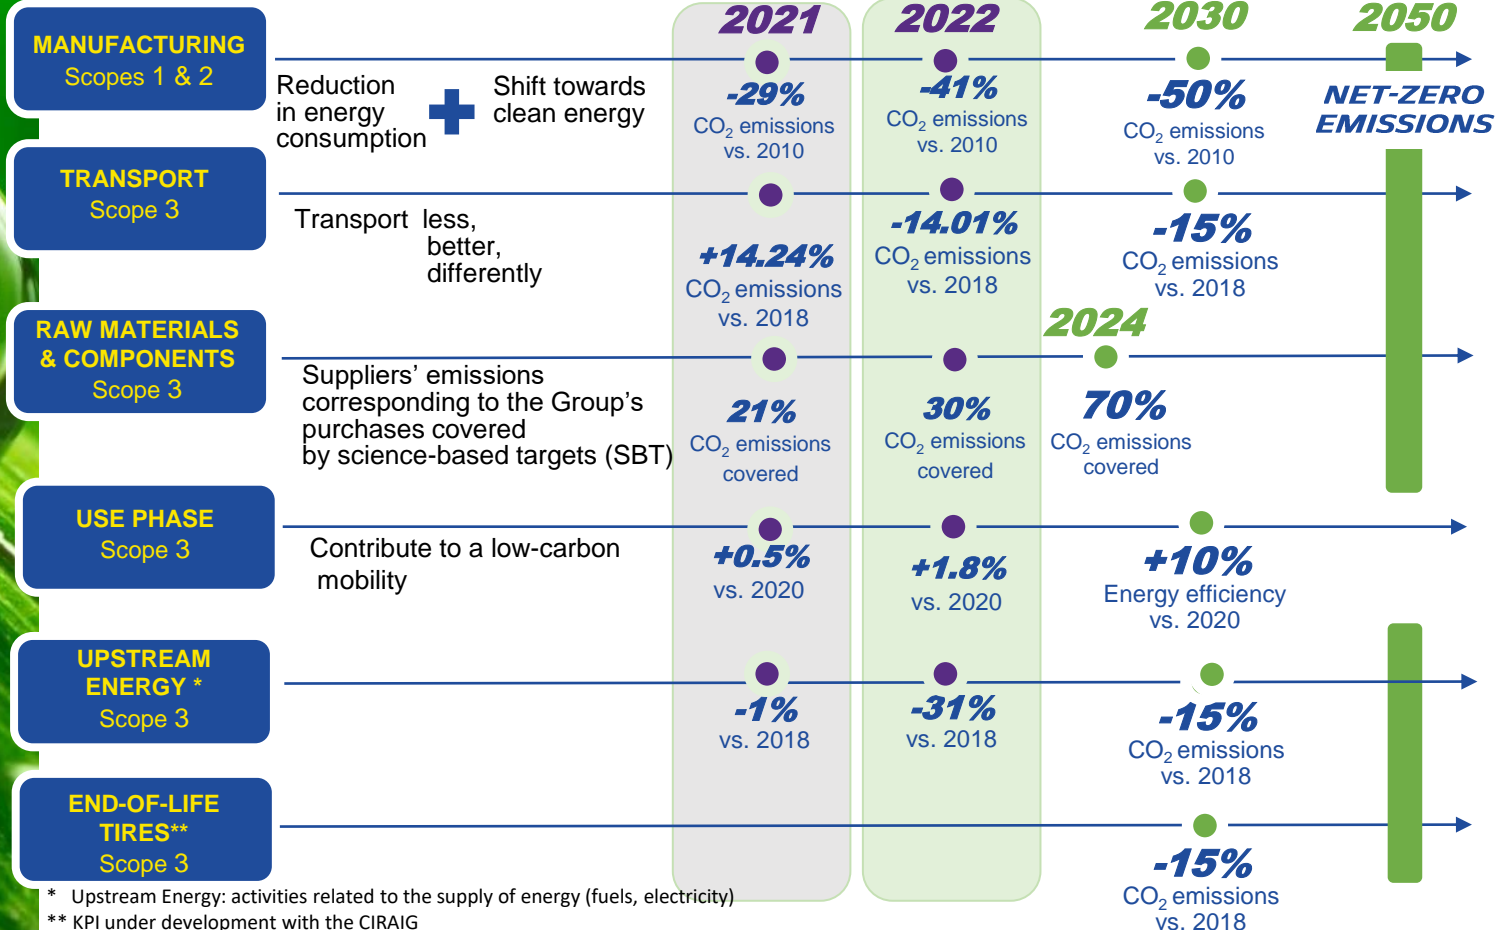 2021
2022
2030
2050
MANUFACTURING
Scopes 1 & 2
Reduction
in energy
consumption
Shift towards
clean energy
-29%
CO₂ emissions
vs. 2010
-41%
CO₂ emissions
vs. 2010
-50%
CO₂ emissions
vs. 2010
NET-ZERO
EMISSIONS
TRANSPORT
Scope 3
Transport less,
better,
differently
+14.24%
CO₂ emissions
vs. 2018
-14.01%
CO₂ emissions
vs. 2018
-15%
CO₂ emissions
vs. 2018
RAW MATERIALS
& COMPONENTS
Scope 3
Suppliers’ emissions
corresponding to the Group’s
purchases covered
by science-based targets (SBT)
21%
CO₂ emissions
covered
30%
CO₂ emissions
covered
2024
70%
CO₂ emissions
covered
USE PHASE
Scope 3
Contribute to a low-carbon
mobility
+0.5%
vs. 2020
+1.8%
vs. 2020
+10%
Energy efficiency
vs. 2020
UPSTREAM
ENERGY *
Scope 3
-1%
vs. 2018
-31%
vs. 2018
-15%
CO₂ emissions
vs. 2018
END-OF-LIFE
TIRES**
Scope 3
-15%
CO₂ emissions
vs. 2018
* Upstream Energy: activities related to the supply of energy (fuels, electricity)
** KPI under development with the CIRAIG